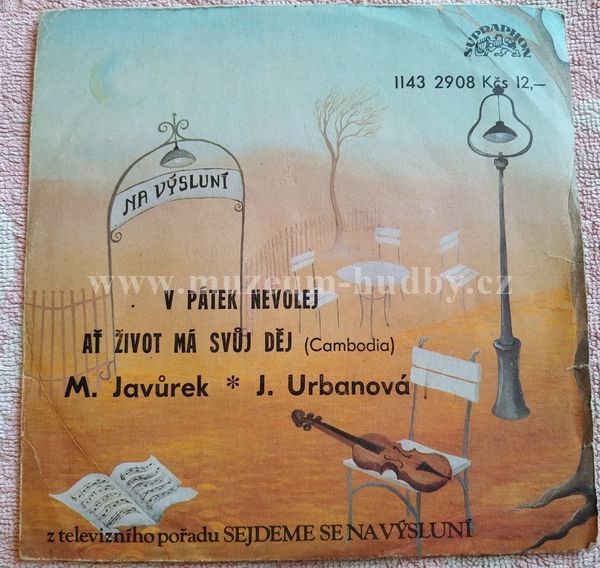 SUPRAPHON
1143 2908 Kčs 12,—
NA VÝSLUNÍ
www.muzeum-hudby.cz
V PÁTEK NEVOLEJ
AŤ ŽIVOT MÁ SVŮJ DĚJ (Cambodia)
M. Javůrek * J. Urbanová
z televizního pořadu SEJDEME SE NA VÝSLUNÍ